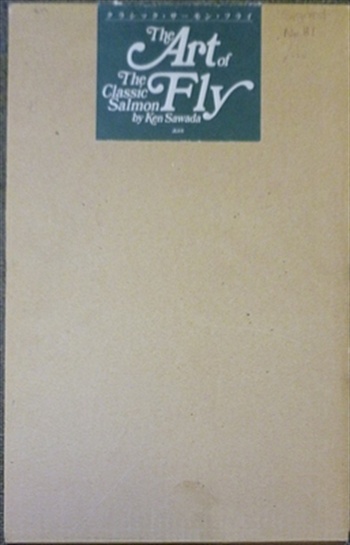 クラシック・サーモン・フライ
The
Art of
The
Classic Fly
Salmon
by Ken Sawada